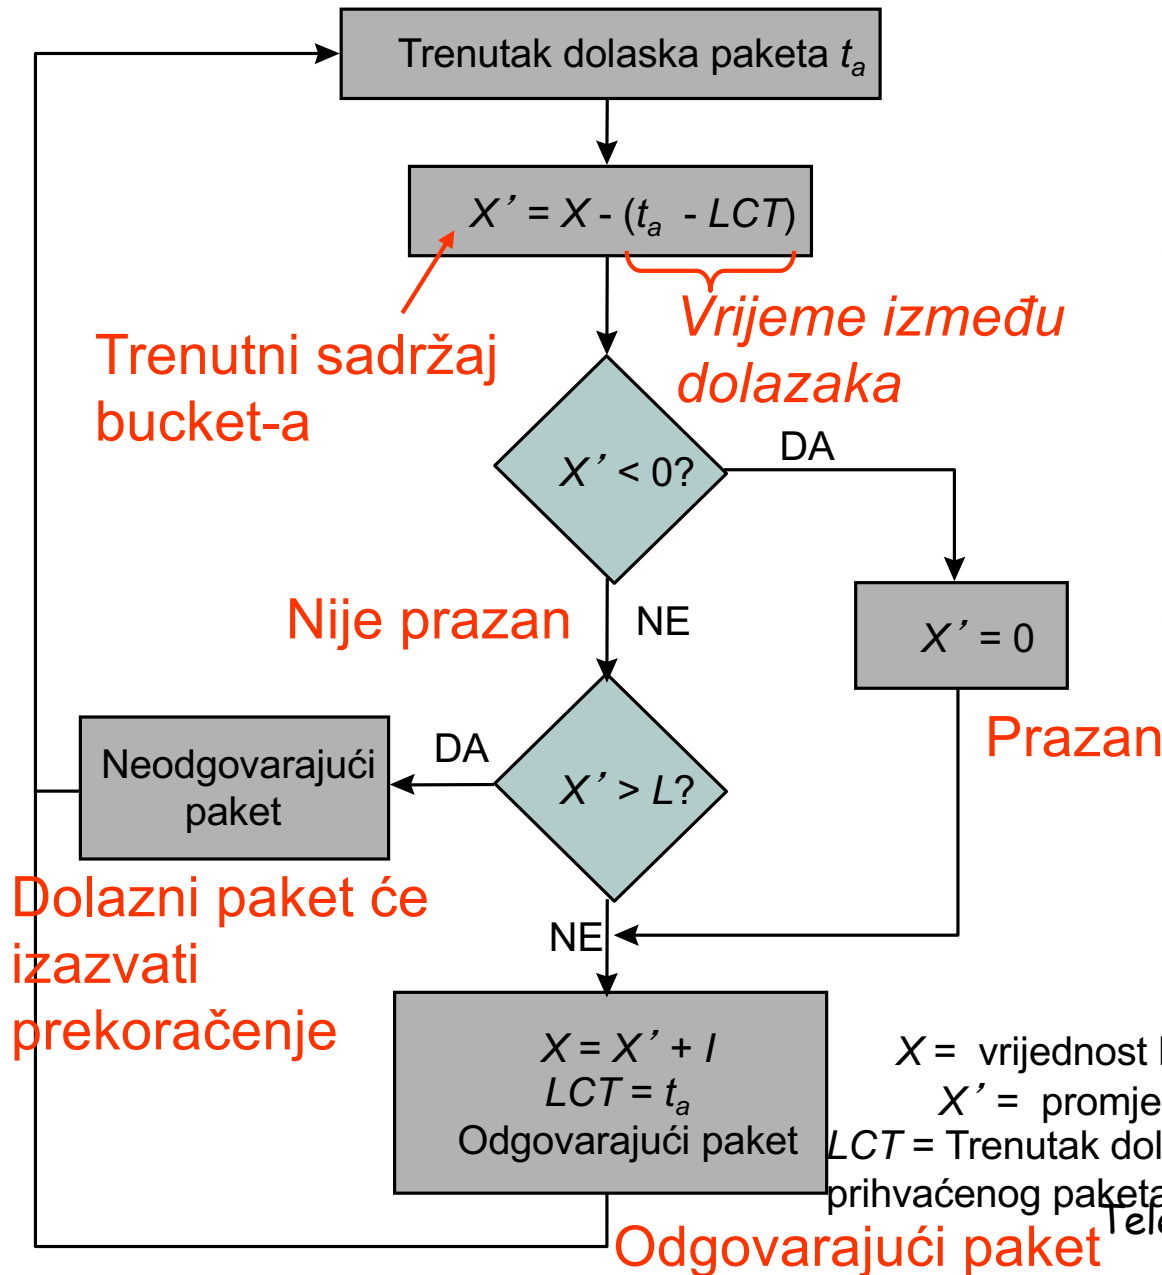 Trenutak dolaska paketa tₐ
X’ = X - (tₐ - LCT)
Trenutni sadržaj
bucket-a
Vrijeme između
dolazaka
X’ < 0?
DA
Nije prazan
NE
X’ = 0
Prazan
Neodgovarajući
paket
DA
X’ > L?
Dolazni paket će
izazvati
prekoračenje
NE
X = X’ + I
LCT = tₐ
Odgovarajući paket
X = vrijednost
X’ =
LCT = Trenutak
prihvaćenog paketa
Odgovarajući paket